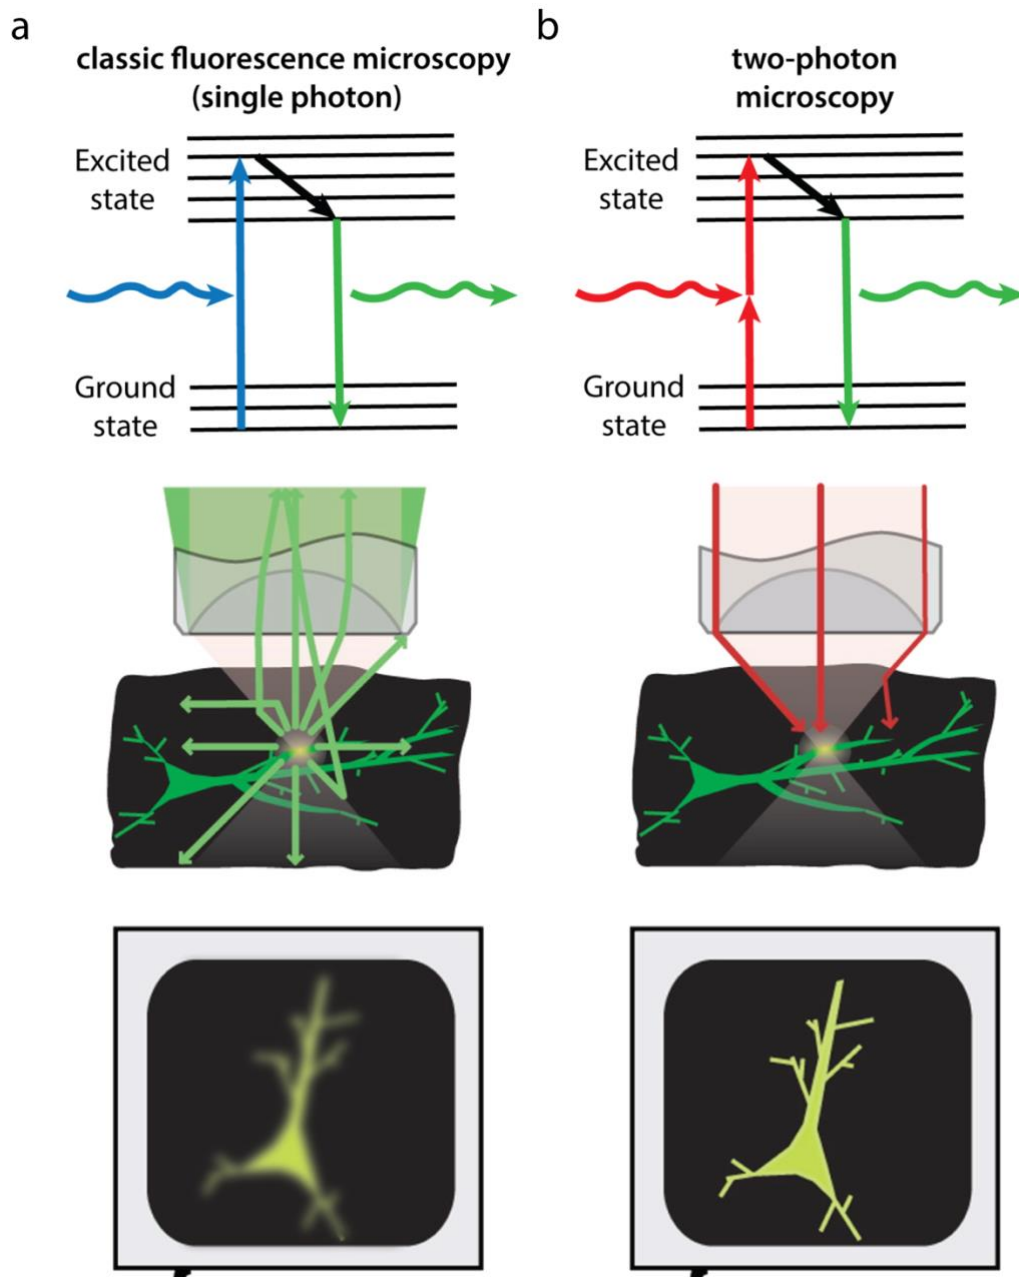 a
classic fluorescence microscopy
(single photon)
Excited
state
Ground
state
b
two-photon
microscopy
Excited
state
Ground
state